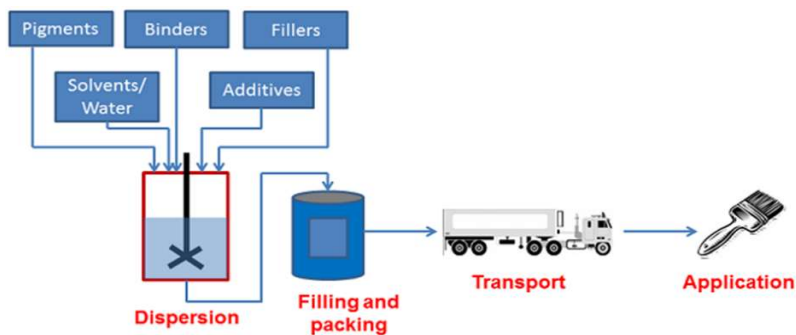 Pigments
Binders
Fillers
Solvents/
Water
Additives
Dispersion
Filling and
packing
Transport
Application